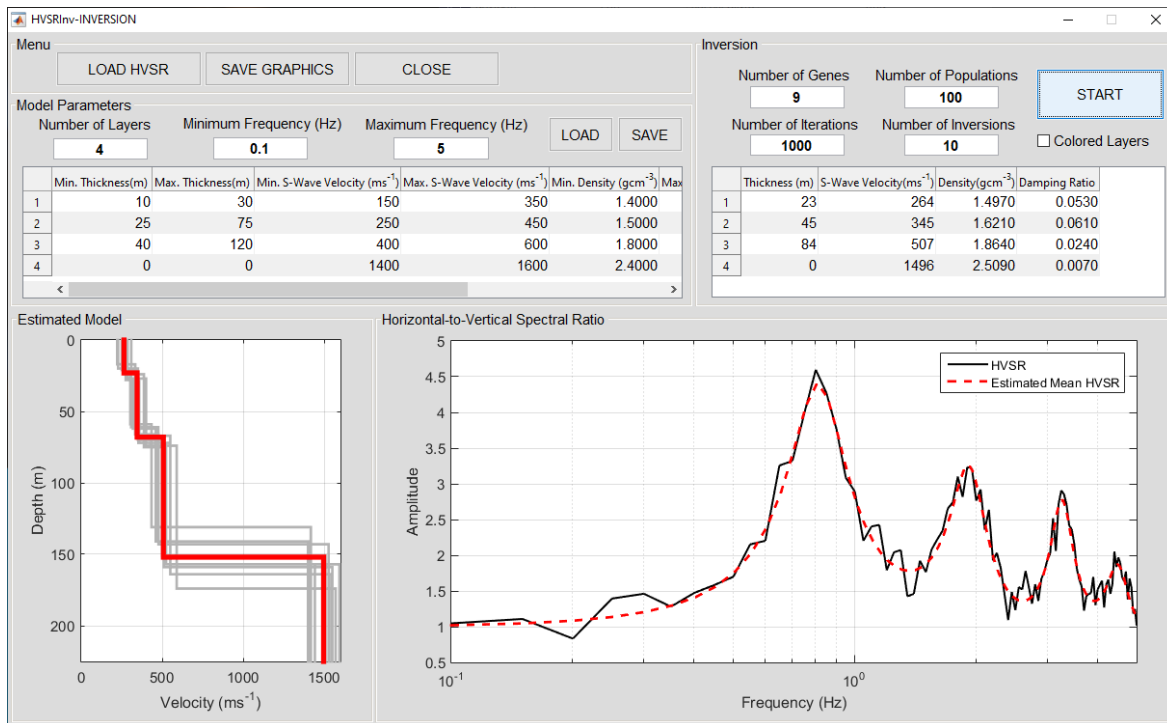 HVSRInv-INVERSION
Menu
LOAD HVSR SAVE GRAPHICS CLOSE
Model Parameters
Number of Layers Minimum Frequency (Hz) Maximum Frequency (Hz)
4 0.1 5 LOAD SAVE
Min. Thickness(m) Max. Thickness(m) Min. S-Wave Velocity (ms⁻¹) Max. S-Wave Velocity (ms⁻¹) Min. Density (gcm⁻³) Max
1 10 30 150 350 1.4000
2 25 75 250 450 1.5000
3 40 120 400 600 1.8000
4 0 0 1400 1600 2.4000
Inversion
Number of Genes Number of Populations
9 100 START
Number of Iterations Number of Inversions
1000 10 Colored Layers
Thickness (m) S-Wave Velocity(ms⁻¹) Density(gcm⁻³) Damping Ratio
1 23 264 1.4970 0.0530
2 45 345 1.6210 0.0610
3 84 507 1.8640 0.0240
4 0 1496 2.5090 0.0070
Estimated Model
0
50
100
150
200
0 500 1000 1500
Depth (m)
Velocity (ms⁻¹)
Horizontal-to-Vertical Spectral Ratio
5
4.5
4
3.5
3
2.5
2
1.5
1
0.5
10⁻¹ 10⁰
Amplitude
Frequency (Hz)
HVSR
Estimated Mean HVSR